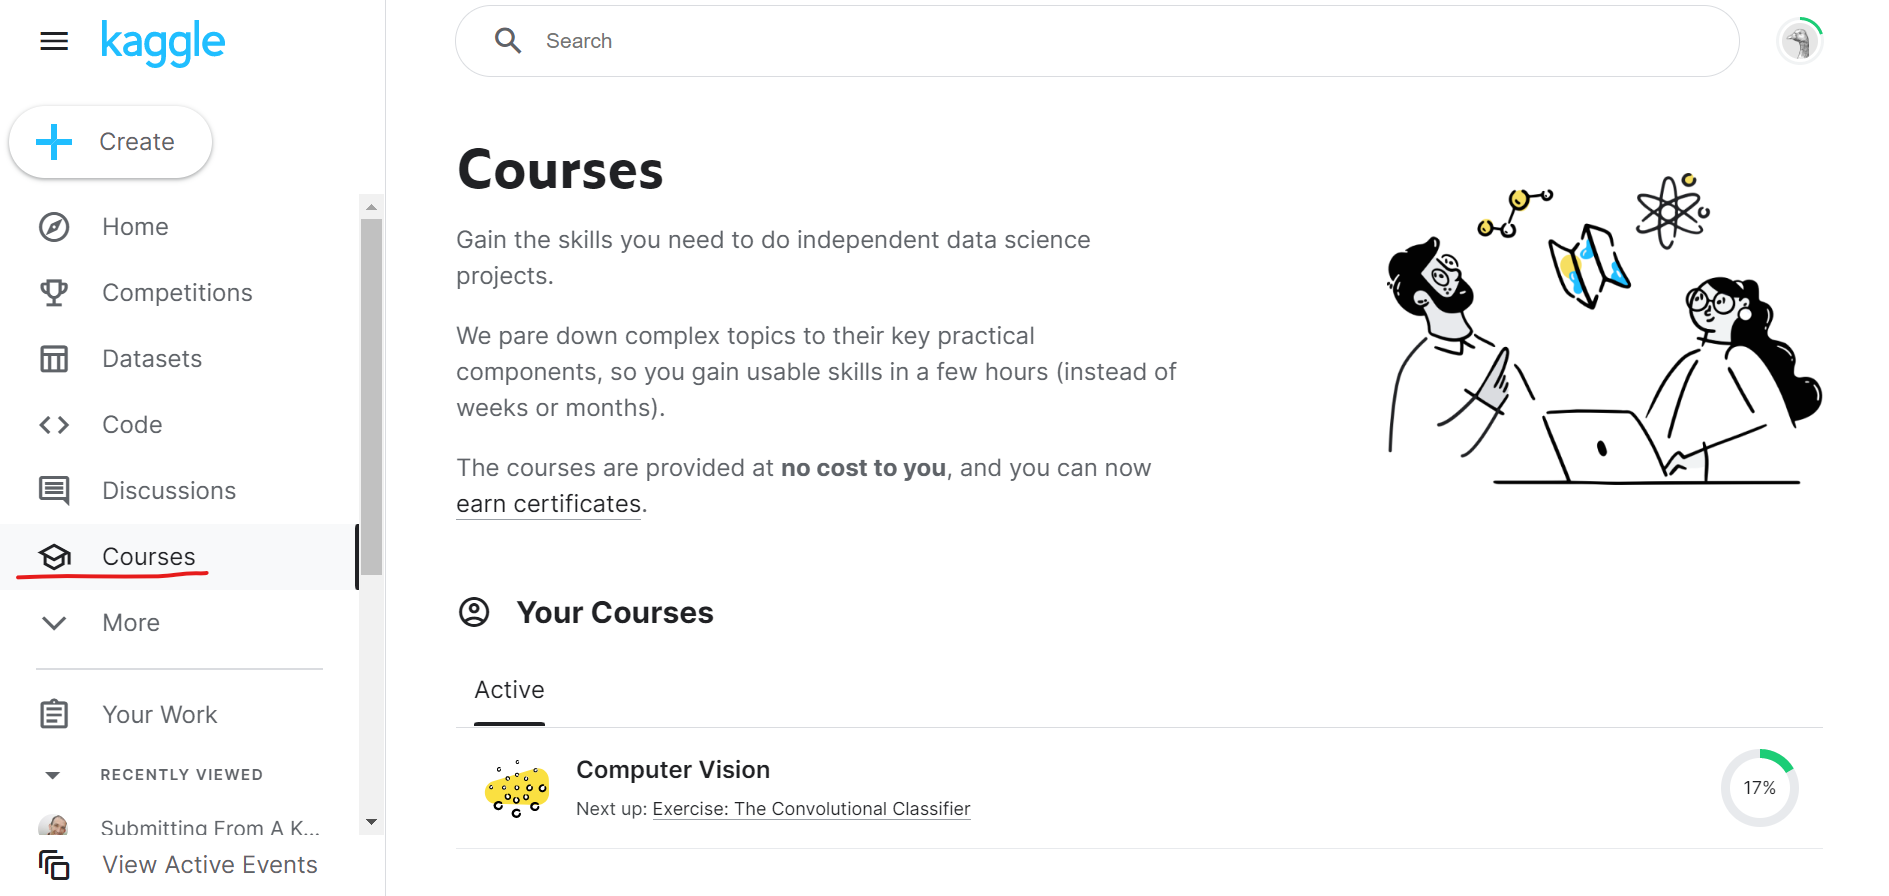 kaggle
Search
Create
Home
Competitions
Datasets
Code
Discussions
Courses
More
Your Work
RECENTLY VIEWED
Submitting From A K...
View Active Events
Courses
Gain the skills you need to do independent data science
projects.
We pare down complex topics to their key practical
components, so you gain usable skills in a few hours (instead of
weeks or months).
The courses are provided at no cost to you, and you can now
earn certificates.
Your Courses
Active
Computer Vision
Next up: Exercise: The Convolutional Classifier
17%